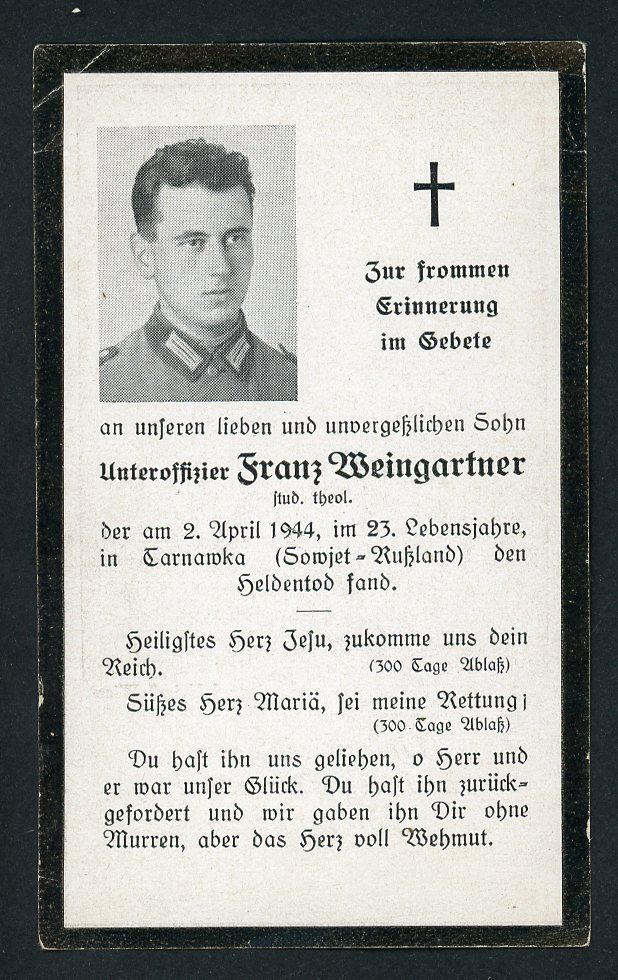 Zur frommen
Erinnerung
im Gebete
an unseren lieben und unvergeßlichen Sohn
Unteroffizier Franz Weingartner
stud. theol.
der am 2. April 1944, im 23. Lebensjahre,
in Tarnawka (Sowjet-Rußland) den
Heldentod fand.
Heiligstes Herz Jesu, zukomme uns dein
Reich. (300 Tage Ablaß)
Süßes Herz Mariä, sei meine Rettung;
(300 Tage Ablaß)
Du hast ihn uns geliehen, o Herr und
er war unser Glück. Du hast ihn zurück-
gefordert und wir gaben ihn Dir ohne
Murren, aber das Herz voll Wehmut.